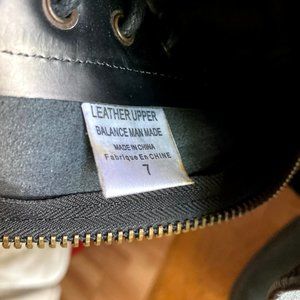 LEATHER UPPER
BALANCE MAN MADE
MADE IN CHINA
Fabriqué En CHINE
7